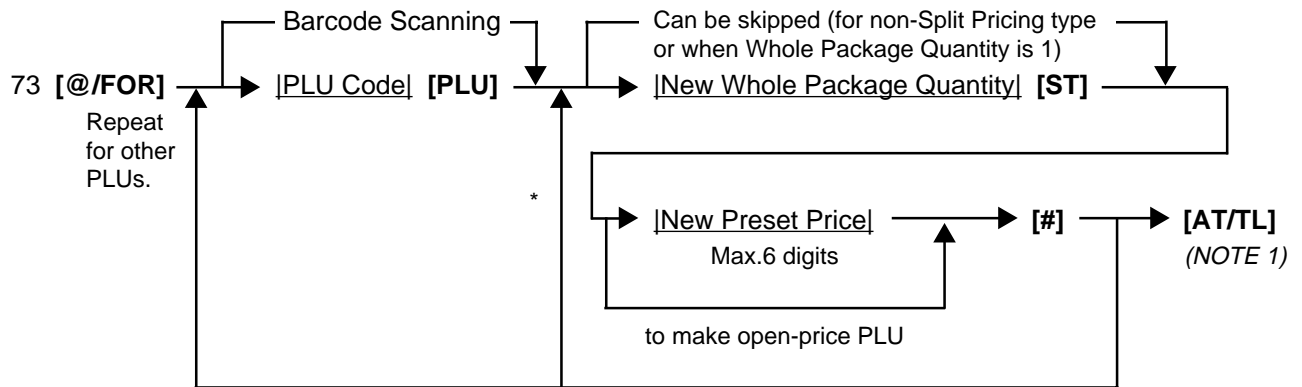 Barcode Scanning
Can be skipped (for non-Split Pricing type
or when Whole Package Quantity is 1)
73 [@/FOR]
|PLU Code| [PLU]
|New Whole Package Quantity| [ST]
Repeat
for other
PLUs.
*
|New Preset Price|
[#]
[AT/TL]
Max.6 digits
(NOTE 1)
to make open-price PLU